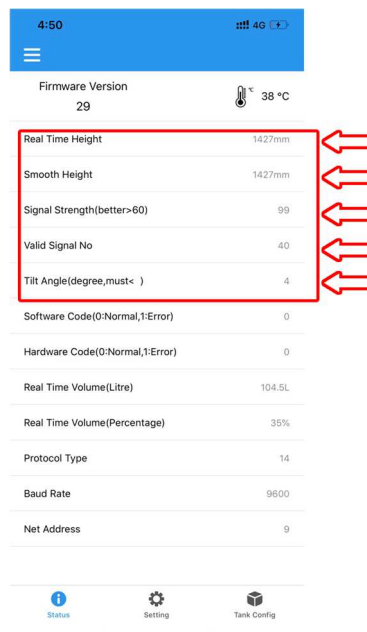 4:50 4G
Firmware Version
29
℃ 38 °C
Real Time Height 1427mm
Smooth Height 1427mm
Signal Strength(better>60) 99
Valid Signal No 40
Tilt Angle(degree,must< ) 4
Software Code(0:Normal,1:Error) 0
Hardware Code(0:Normal,1:Error) 0
Real Time Volume(Litre) 104.5L
Real Time Volume(Percentage) 35%
Protocol Type 14
Baud Rate 9600
Net Address 9
Status Setting Tank Config